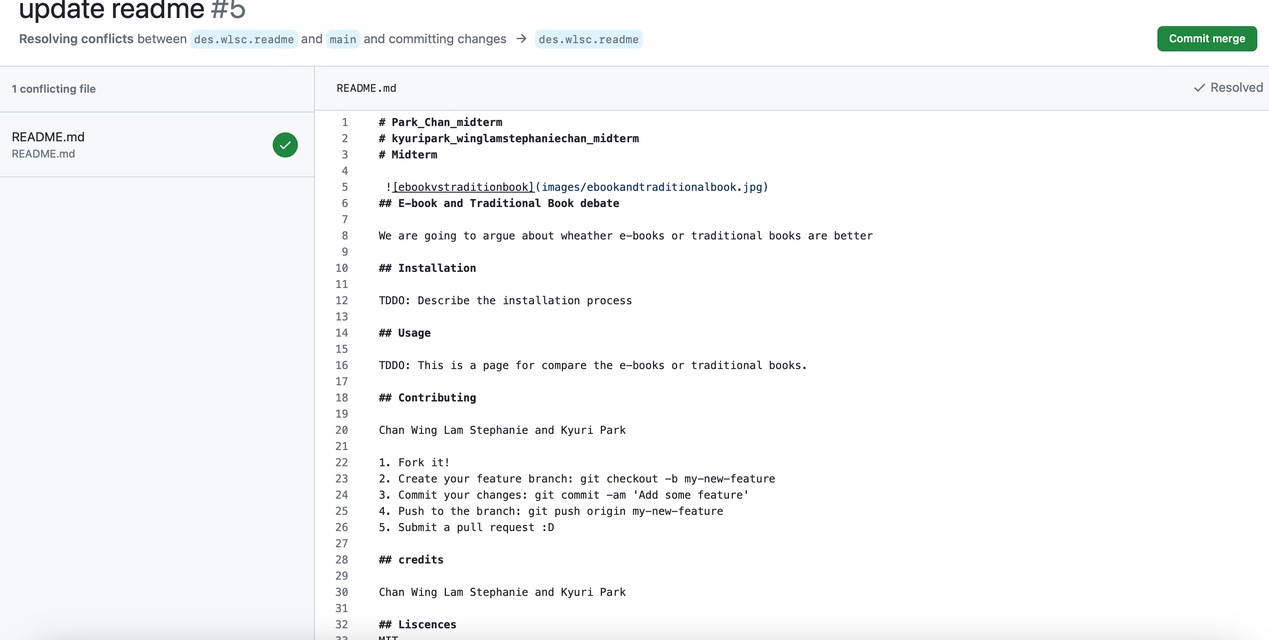 update readme #5
Resolving conflicts between des.wlsc.readme and main and committing changes → des.wlsc.readme
Commit merge
1 conflicting file
README.md
README.md
README.md
Resolved
1 # Park_Chan_midterm
2 # kyuripark_winglamstephaniechan_midterm
3 # Midterm
4
5 ![ebookvstraditionbook](images/ebookandtraditionalbook.jpg)
6 ## E-book and Traditional Book debate
7
8 We are going to argue about wheather e-books or traditional books are better
9
10 ## Installation
11
12 TDDO: Describe the installation process
13
14 ## Usage
15
16 TDDO: This is a page for compare the e-books or traditional books.
17
18 ## Contributing
19
20 Chan Wing Lam Stephanie and Kyuri Park
21
22 1. Fork it!
23 2. Create your feature branch: git checkout -b my-new-feature
24 3. Commit your changes: git commit -am 'Add some feature'
25 4. Push to the branch: git push origin my-new-feature
26 5. Submit a pull request :D
27
28 ## credits
29
30 Chan Wing Lam Stephanie and Kyuri Park
31
32 ## Liscences
33 MIT